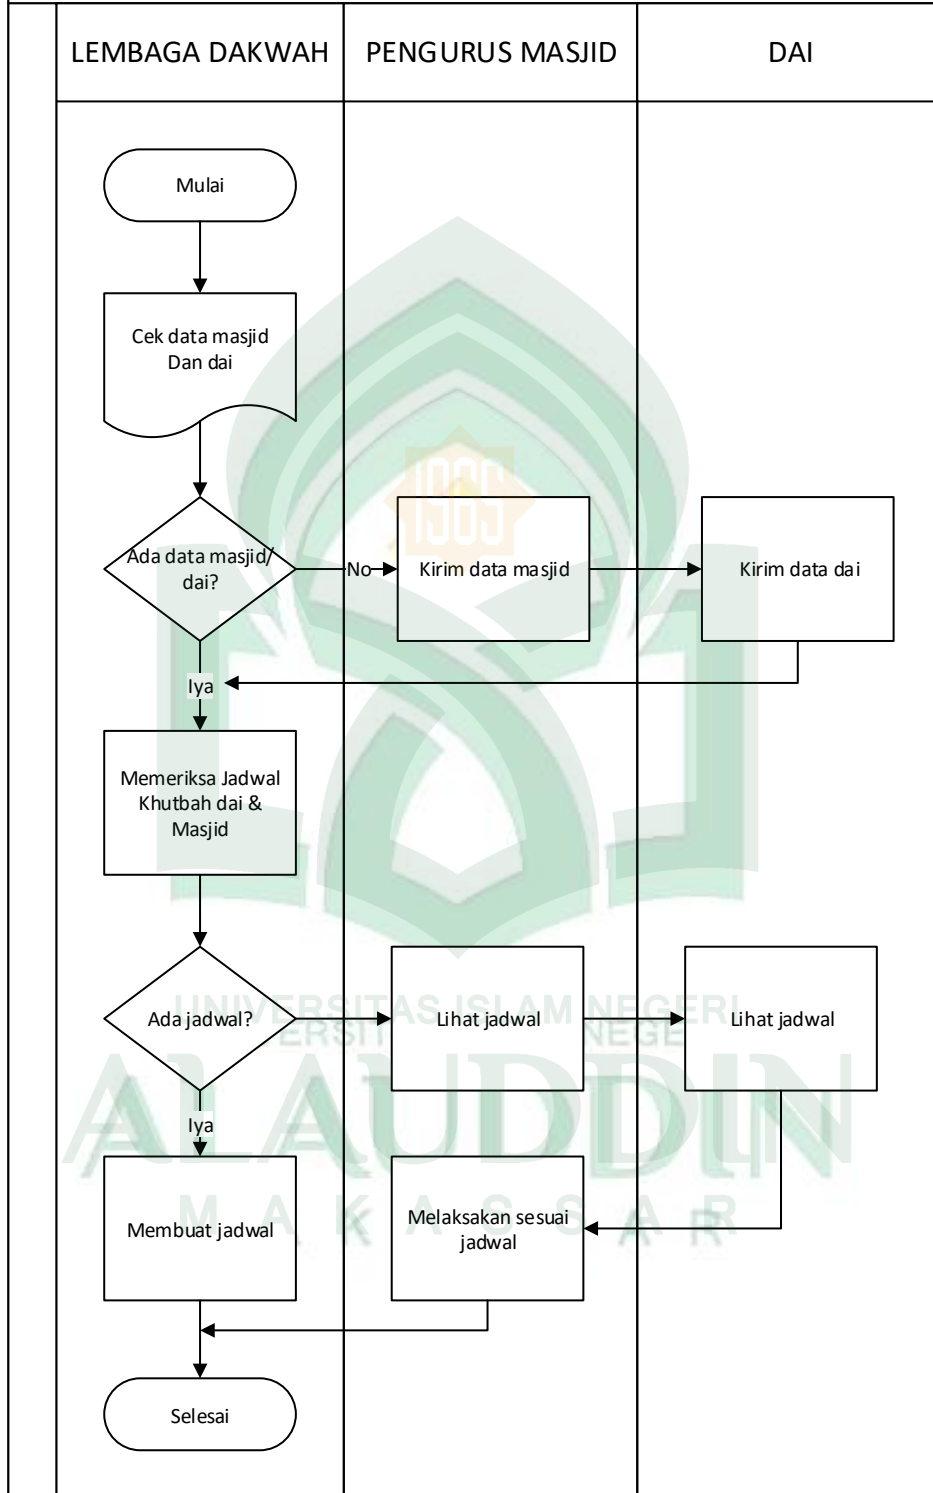 LEMBAGA DAKWAH
PENGURUS MASJID
DAI
Mulai
Cek data masjid
Dan dai
1965
Ada data masjid/
dai?
No
Kirim data masjid
Kirim data dai
Iya
Memeriksa Jadwal
Khutbah dai &
Masjid
Ada jadwal?
Lihat jadwal
Lihat jadwal
UNIVERSITAS ISLAM NEGERI
ALAUDDIN
MAKASSAR
Iya
Membuat jadwal
Melaksakan sesuai
jadwal
Selesai